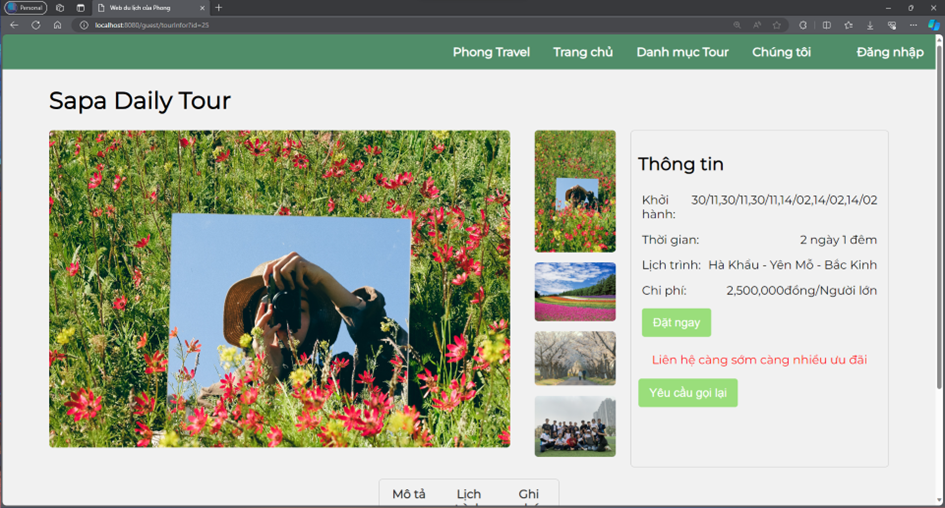 Personal
Web du lịch của Phong
localhost:8080/guest/tourInfor?id=25
Phong Travel Trang chủ Danh mục Tour Chúng tôi Đăng nhập
Sapa Daily Tour
Thông tin
Khởi hành: 30/11,30/11,30/11,14/02,14/02,14/02
Thời gian: 2 ngày 1 đêm
Lịch trình: Hà Khẩu - Yên Mỗ - Bắc Kinh
Chi phí: 2,500,000đồng/Người lớn
Đặt ngay
Liên hệ càng sớm càng nhiều ưu đãi
Yêu cầu gọi lại
Mô tả Lịch Ghi